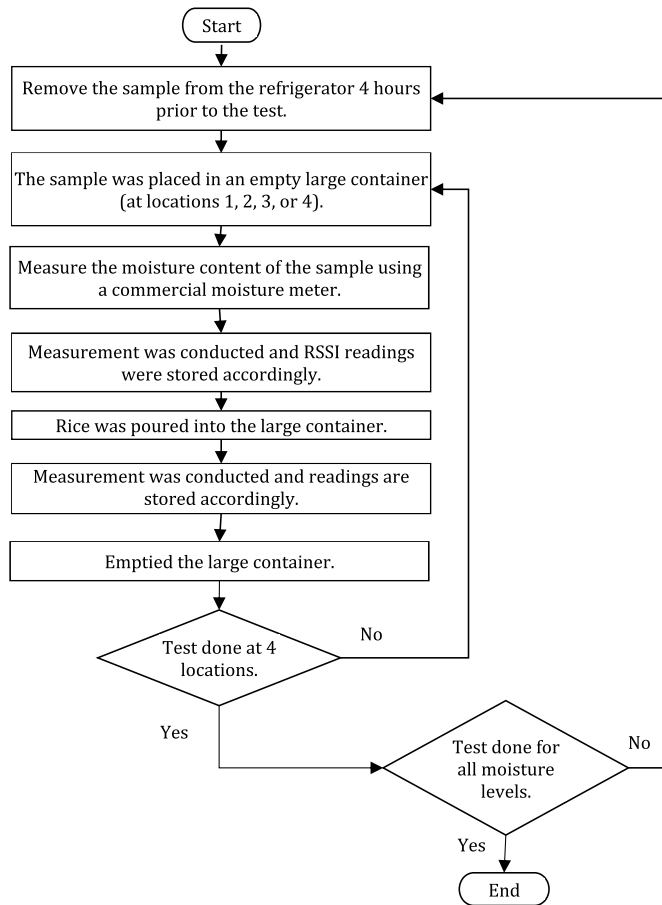 Start
Remove the sample from the refrigerator 4 hours
prior to the test.
The sample was placed in an empty large container
(at locations 1, 2, 3, or 4).
Measure the moisture content of the sample using
a commercial moisture meter.
Measurement was conducted and RSSI readings
were stored accordingly.
Rice was poured into the large container.
Measurement was conducted and readings are
stored accordingly.
Emptied the large container.
Test done at 4
locations.
No
Yes
Test done for
all moisture
levels.
No
Yes
End